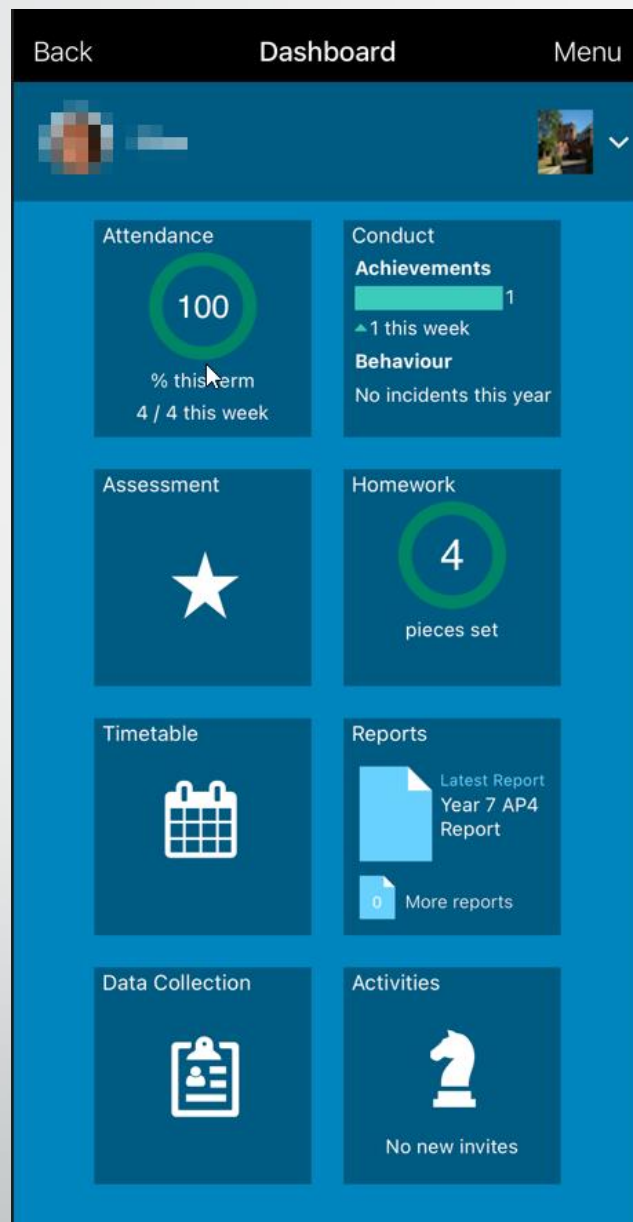 Back Dashboard Menu
Attendance
100
% this term
4 / 4 this week
Conduct
Achievements
1
1 this week
Behaviour
No incidents this year
Assessment
Homework
4
pieces set
Timetable
Reports
Latest Report
Year 7 AP4
Report
0 More reports
Data Collection
Activities
No new invites